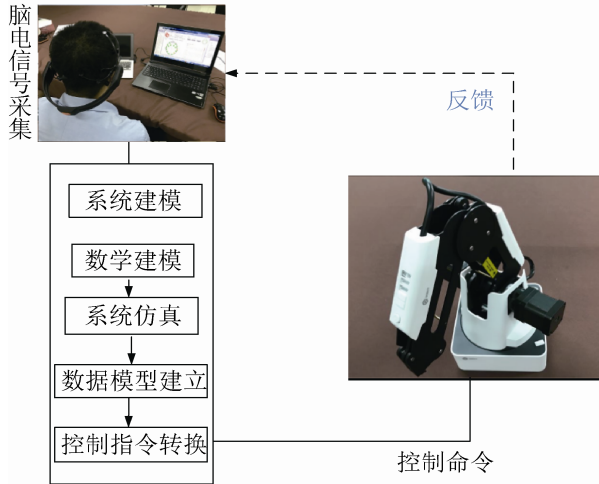 脑电信号采集
反馈
系统建模
数学建模
系统仿真
数据模型建立
控制指令转换
控制命令